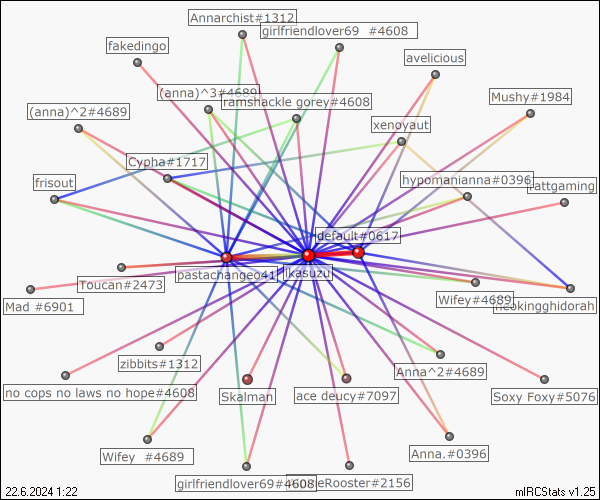 Annarchist#1312
girlfriendlover69  #4608
fakedingo
avelicious
(anna)^3#4689
ramshackle gorey#4608
Mushy#1984
(anna)^2#4689
xenoyaut
Cypha#1717
frisout
hypomanianna#0396
rattgaming
default#0617
pastachangeo41
ikasuzu
Toucan#2473
Mad #6901
Wifey#4689
neokingghidorah
zibbits#1312
Anna^2#4689
no cops no laws no hope#4608
Skalman
ace deucy#7097
Soxy Foxy#5076
Wifey  #4689
Anna.#0396
girlfriendlover69#4608
Rooster#2156
22.6.2024 1:22
mIRCStats v1.25